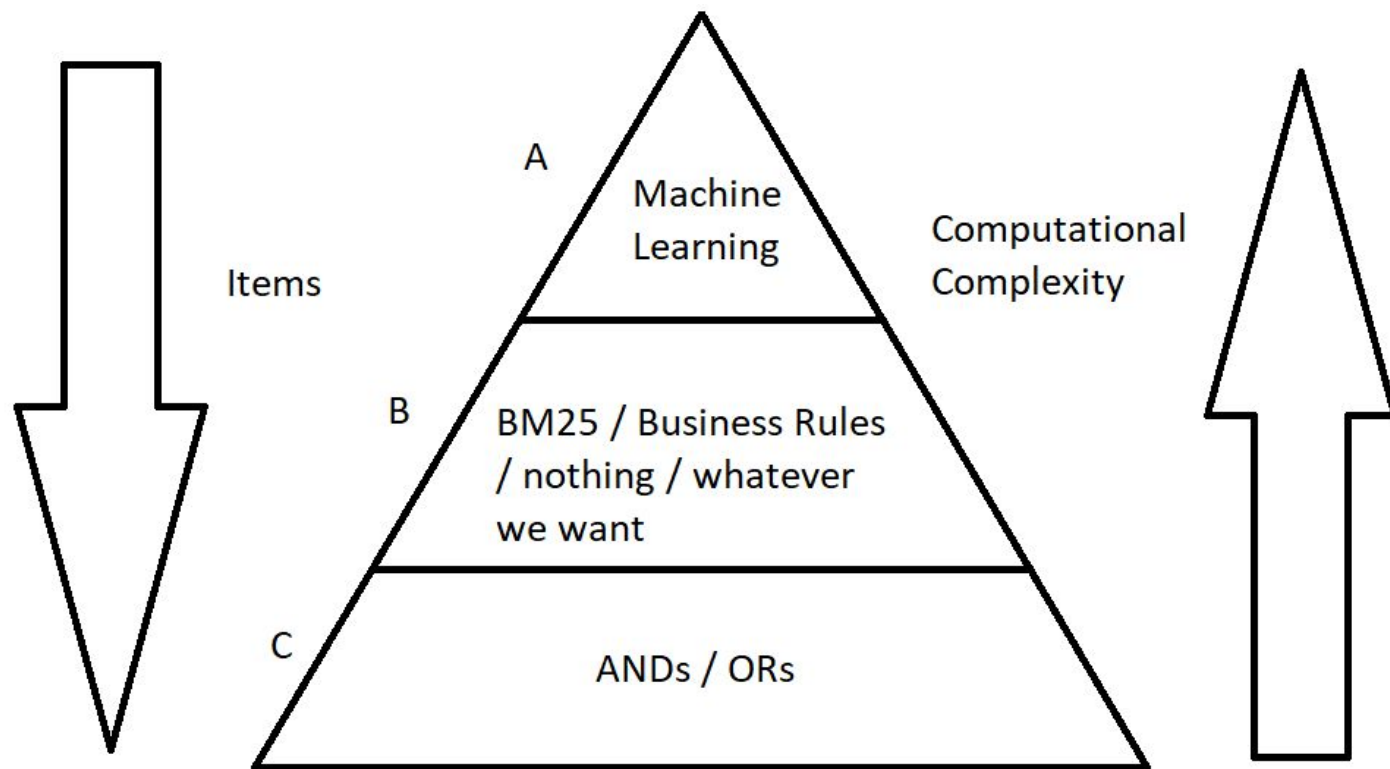 A
Machine
Learning
Computational
Complexity
Items
B
BM25 / Business Rules
/ nothing / whatever
we want
C
ANDs / ORs